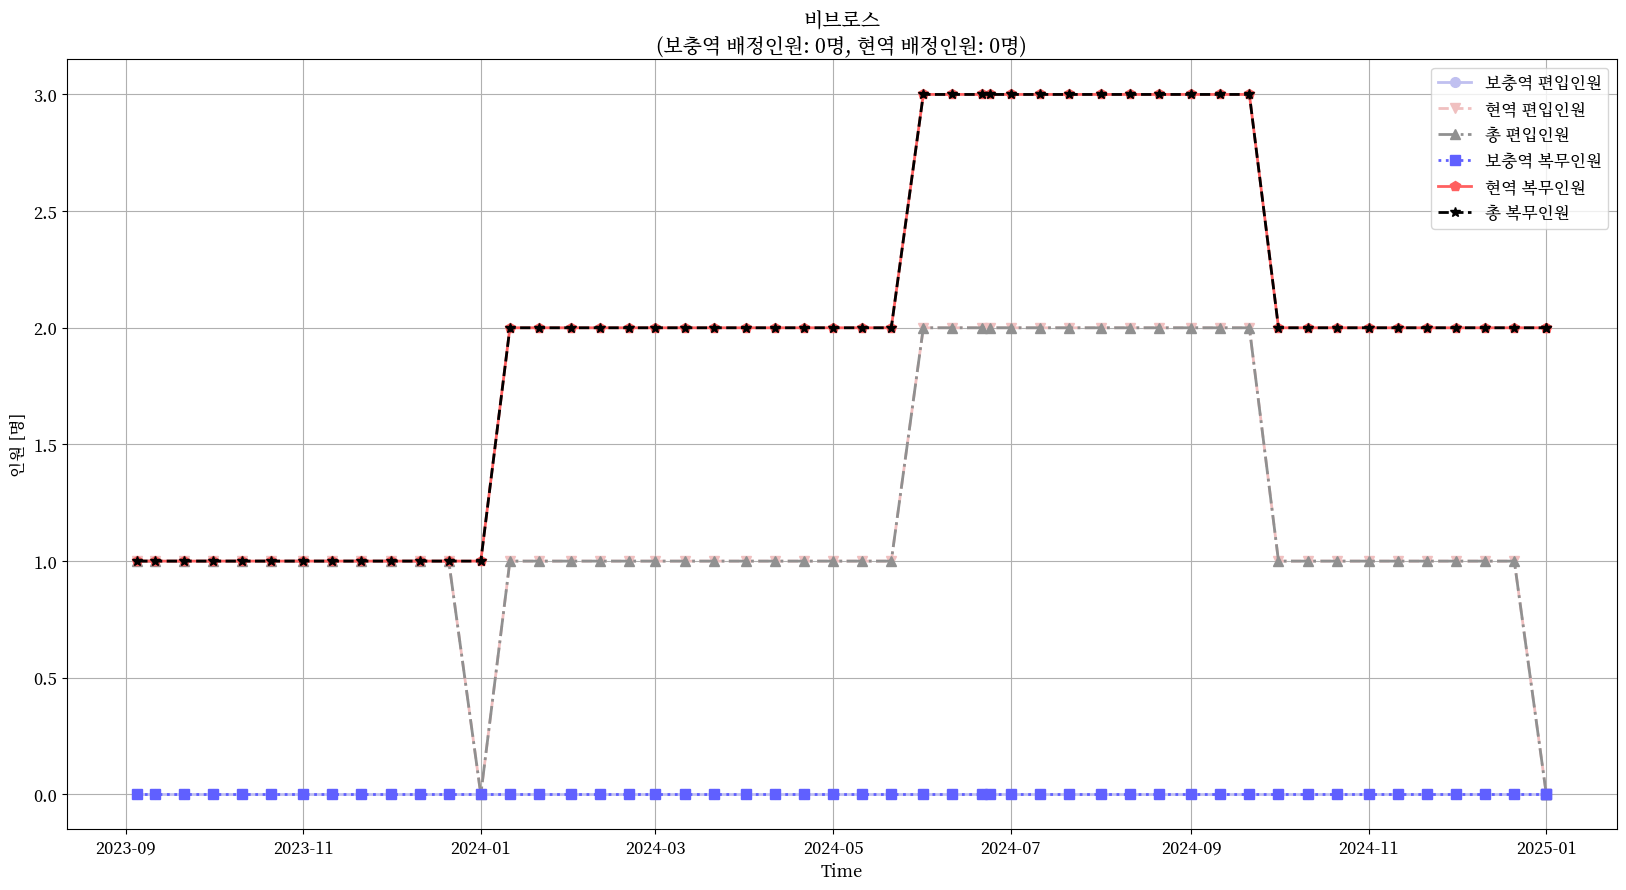 비브로스
(보충역 배정인원: 0명, 현역 배정인원: 0명)
보충역 편입인원
현역 편입인원
총 편입인원
보충역 복무인원
현역 복무인원
총 복무인원
3.0
2.5
2.0
1.5
1.0
0.5
0.0
인원 [명]
2023-09 2023-11 2024-01 2024-03 2024-05 2024-07 2024-09 2024-11 2025-01
Time